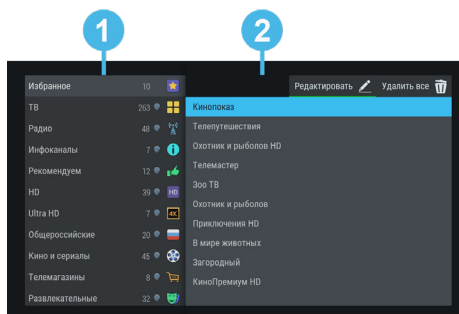 1
2
Редактировать
Удалить все
Избранное 10
ТВ 263
Радио 48
Инфоканалы 7
Рекомендуем 12
HD 39 HD
Ultra HD 7 4K
Общероссийские 20
Кино и сериалы 45
Телемагазины 8
Развлекательные 32
Кинопоказ
Телепутешествия
Охотник и рыболов HD
Телемастер
Зоо ТВ
Охотник и рыболов
Приключения HD
В мире животных
Загородный
КиноПремиум HD